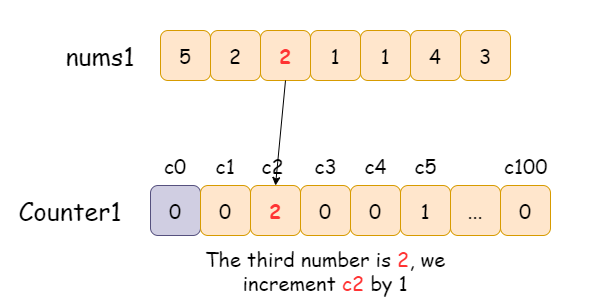 nums1 5 2 2 1 1 4 3
c0 c1 c2 c3 c4 c5 c100
Counter1 0 0 2 0 0 1 ... 0
The third number is 2, we
increment c2 by 1